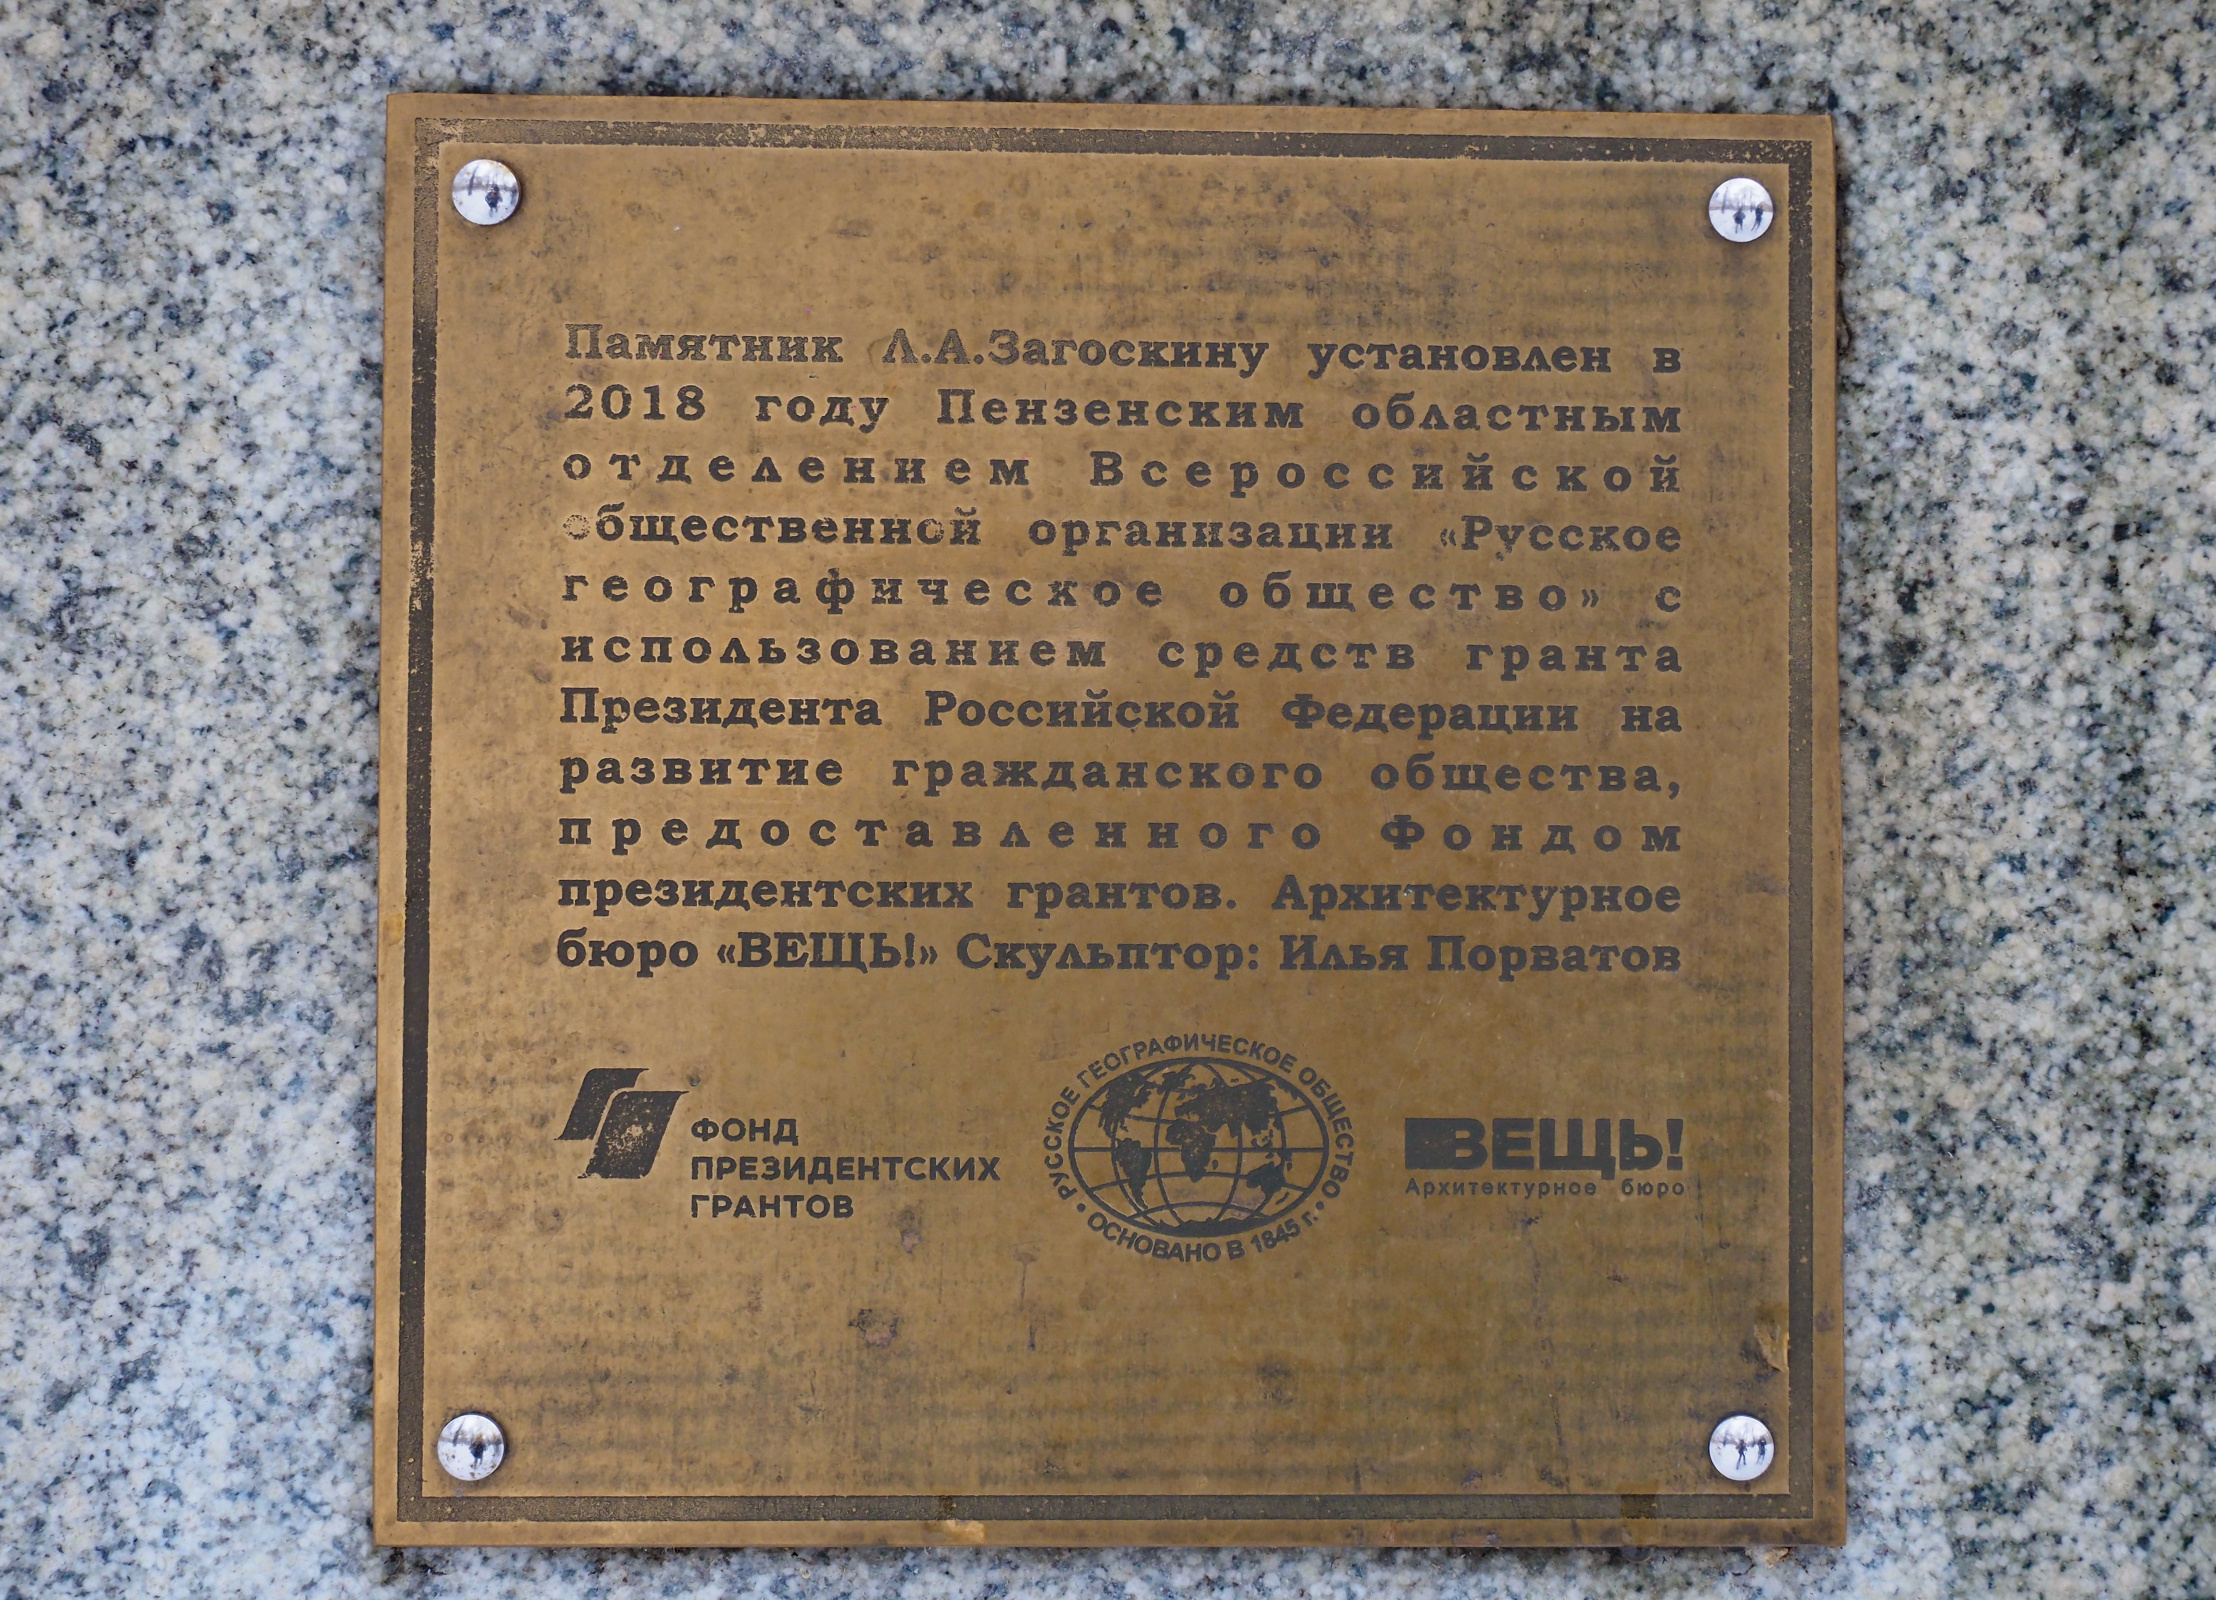 Памятник Л.А.Загоскину установлен в
2018 году Пензенским областным
отделением Всероссийской
общественной организации «Русское
географическое общество» с
использованием средств гранта
Президента Российской Федерации на
развитие гражданского общества,
предоставленного Фондом
президентских грантов. Архитектурное
бюро «ВЕЩЬ!» Скульптор: Илья Порватов
ФОНД
ПРЕЗИДЕНТСКИХ
ГРАНТОВ
РУССКОЕ ГЕОГРАФИЧЕСКОЕ ОБЩЕСТВО
• ОСНОВАНО В 1845 г. •
ВЕЩЬ!
Архитектурное бюро